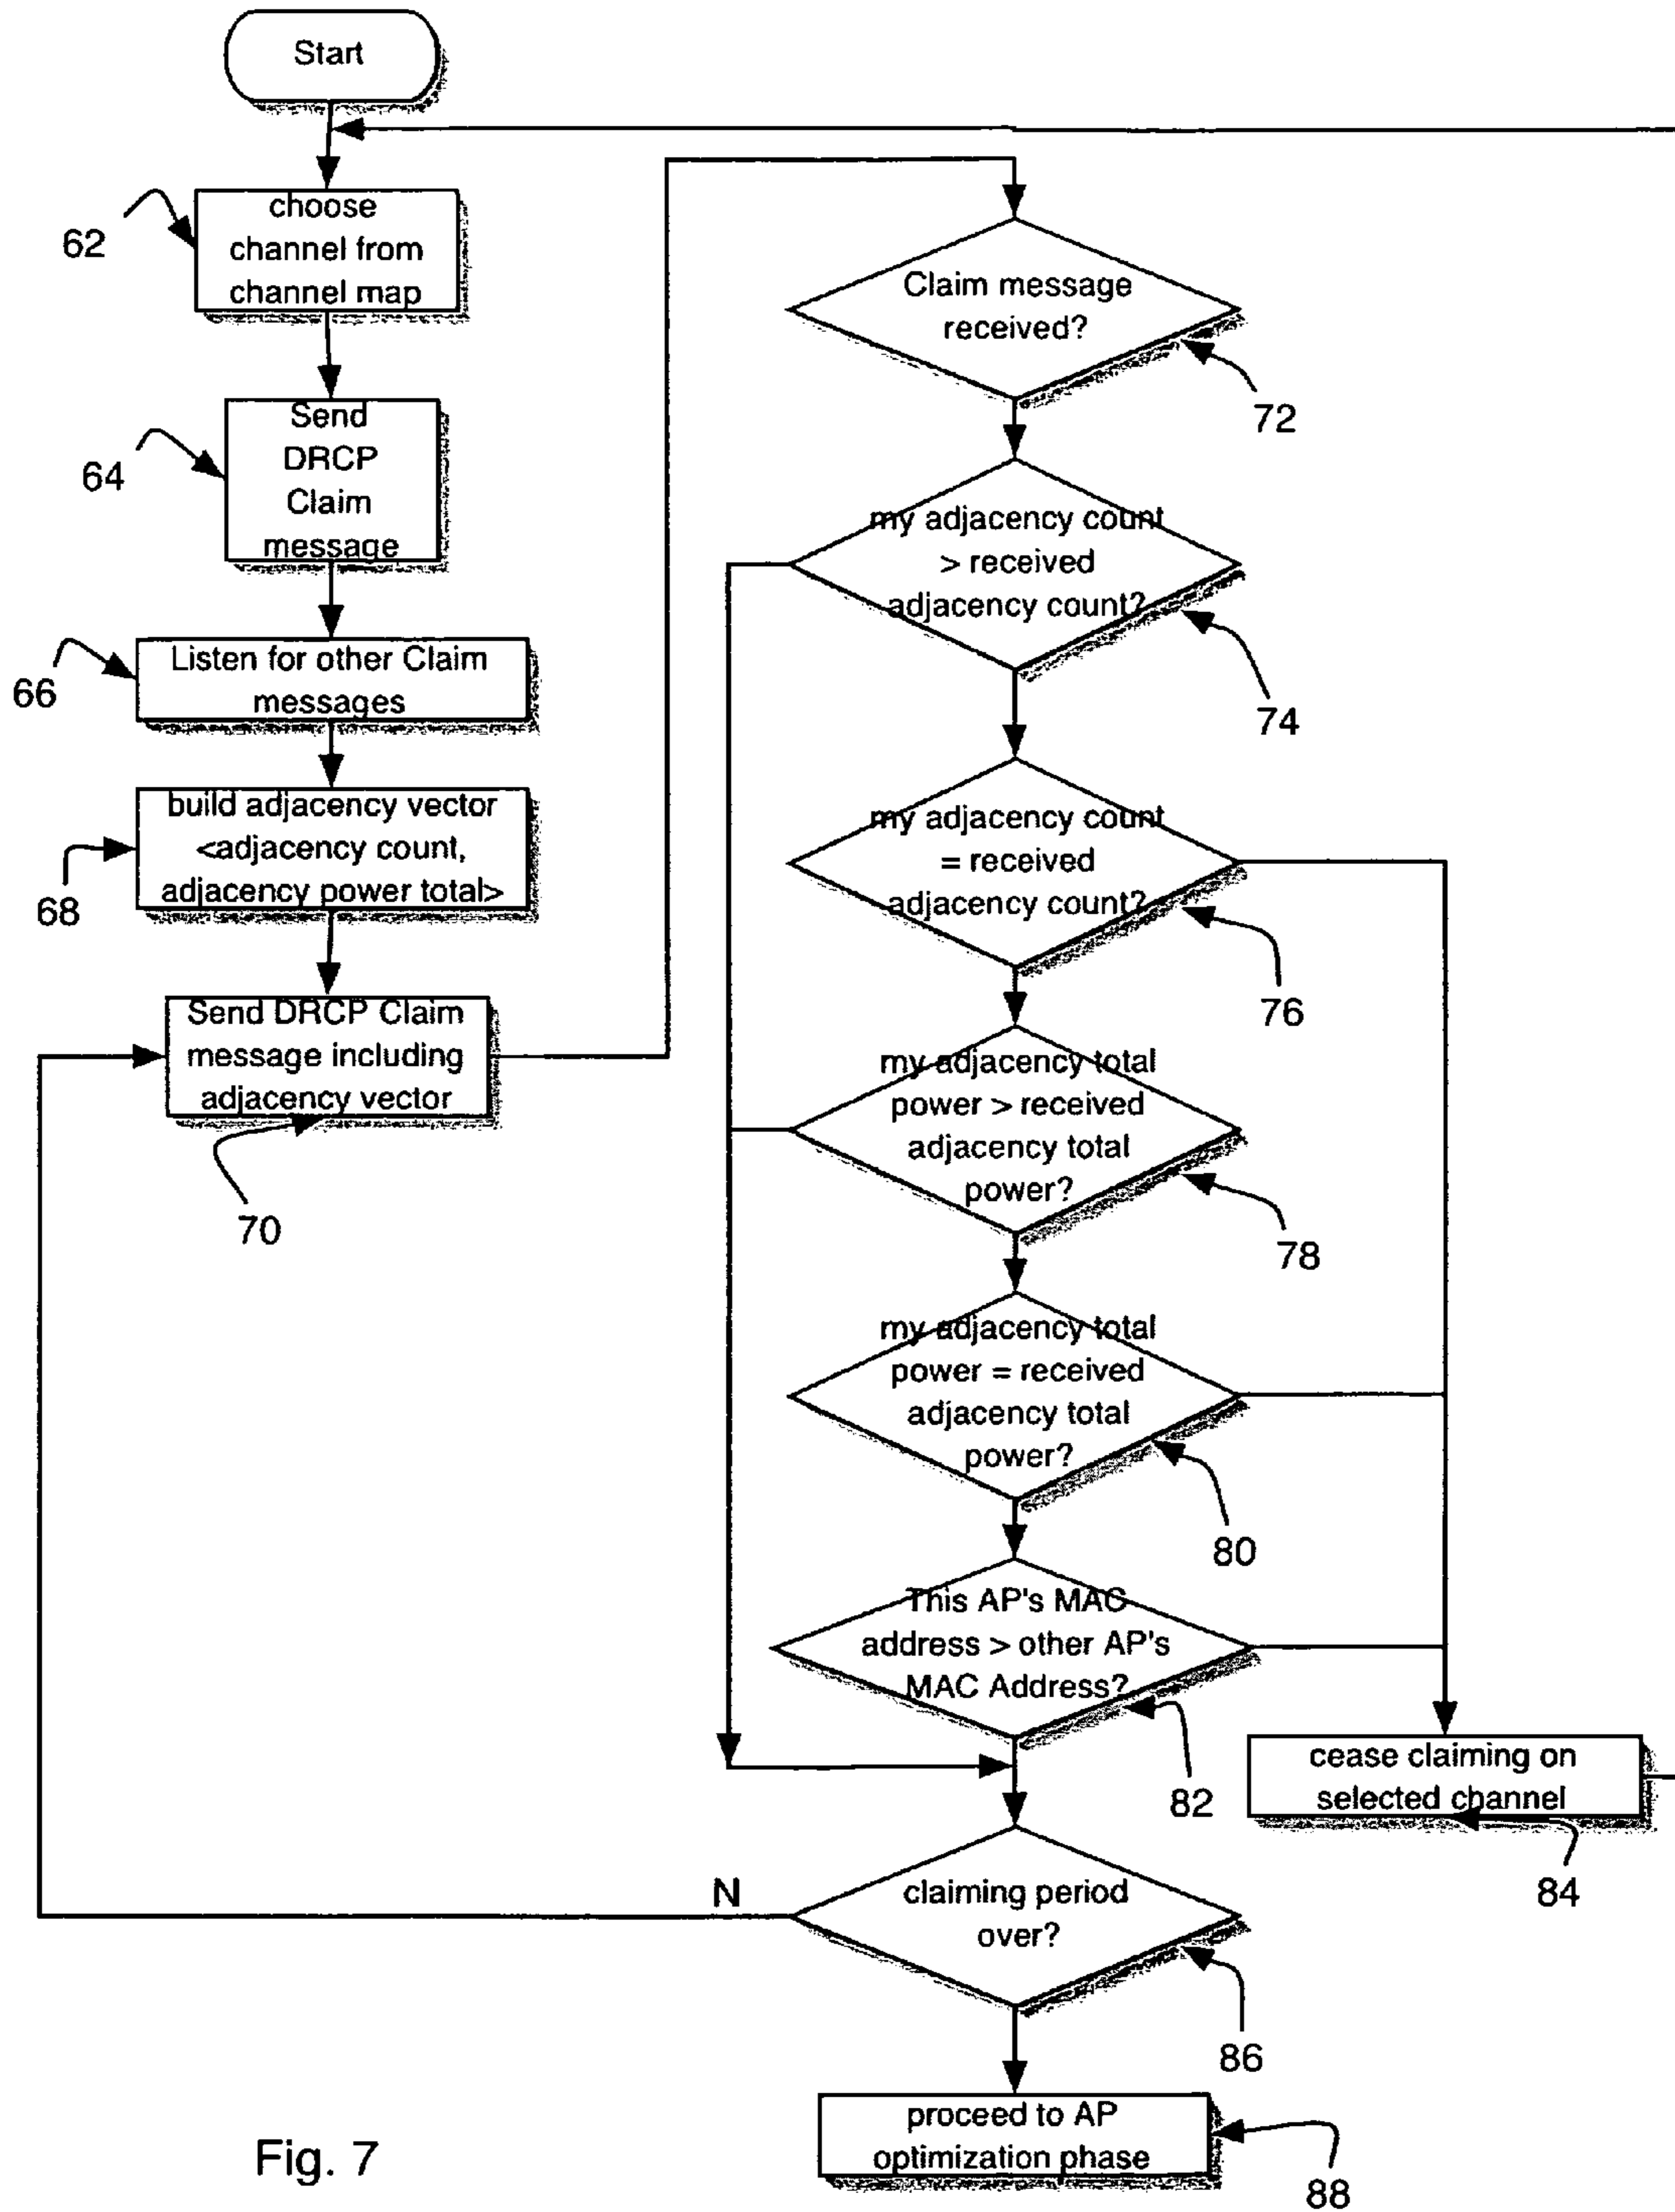 Start
choose
channel from
channel map
62
Send
DRCP
Claim
message
64
Listen for other Claim
messages
66
build adjacency vector
<adjacency count,
adjacency power total>
68
Send DRCP Claim
message including
adjacency vector
70
Claim message
received?
72
my adjacency count
> received
adjacency count?
74
my adjacency count
= received
adjacency count?
76
my adjacency total
power > received
adjacency total
power?
78
my adjacency total
power = received
adjacency total
power?
80
This AP's MAC
address > other AP's
MAC Address?
82
cease claiming on
selected channel
84
N
claiming period
over?
86
proceed to AP
optimization phase
88
Fig. 7